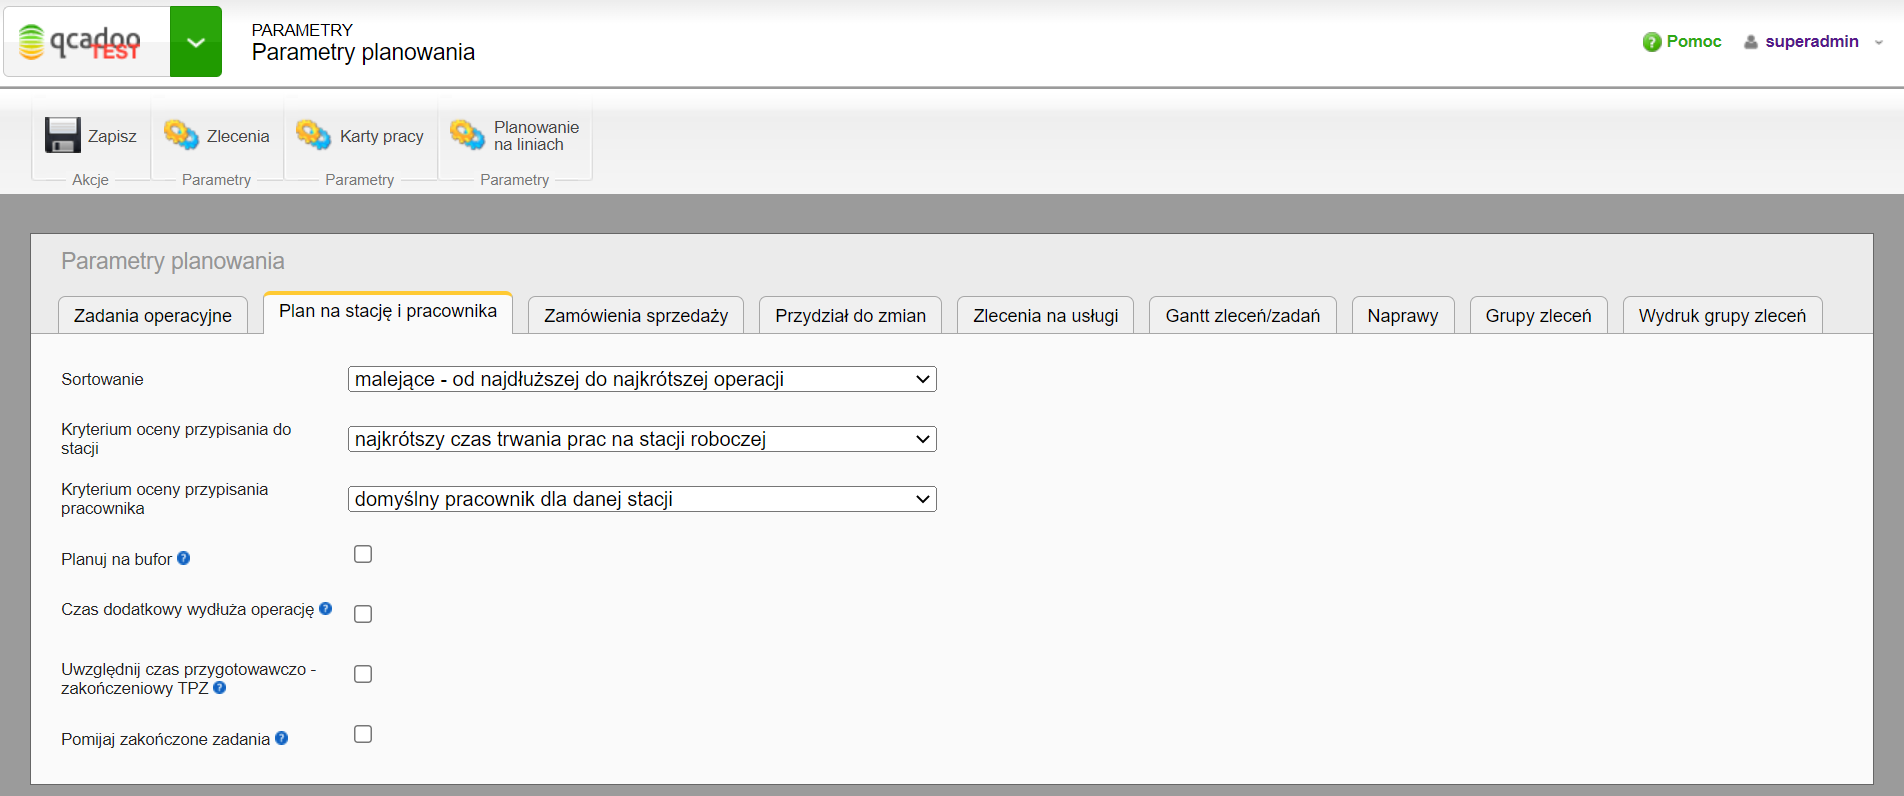 qcadoo
TEST
PARAMETRY
Parametry planowania
Pomoc
superadmin
Zapisz
Zlecenia
Karty pracy
Planowanie
na liniach
Akcje
Parametry
Parametry
Parametry
Parametry planowania
Zadania operacyjne
Plan na stację i pracownika
Zamówienia sprzedaży
Przydział do zmian
Zlecenia na usługi
Gantt zleceń/zadań
Naprawy
Grupy zleceń
Wydruk grupy zleceń
Sortowanie
malejące - od najdłuższej do najkrótszej operacji
Kryterium oceny przypisania do
stacji
najkrótszy czas trwania prac na stacji roboczej
Kryterium oceny przypisania
pracownika
domyślny pracownik dla danej stacji
Planuj na bufor ?
Czas dodatkowy wydłuża operację ?
Uwzględnij czas przygotowawczo -
zakończeniowy TPZ ?
Pomijaj zakończone zadania ?